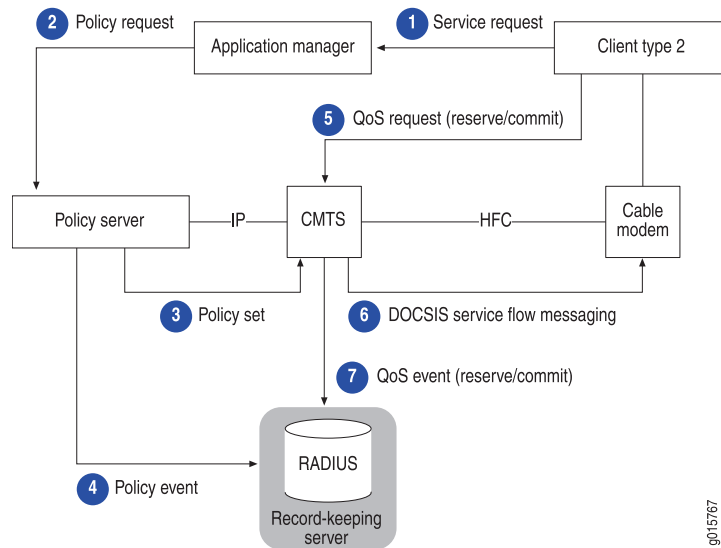 2 Policy request
1 Service request
Application manager
Client type 2
5 QoS request (reserve/commit)
Policy server
IP
CMTS
HFC
Cable
modem
3 Policy set
6 DOCSIS service flow messaging
7 QoS event (reserve/commit)
RADIUS
4 Policy event
Record-keeping
server
g015767